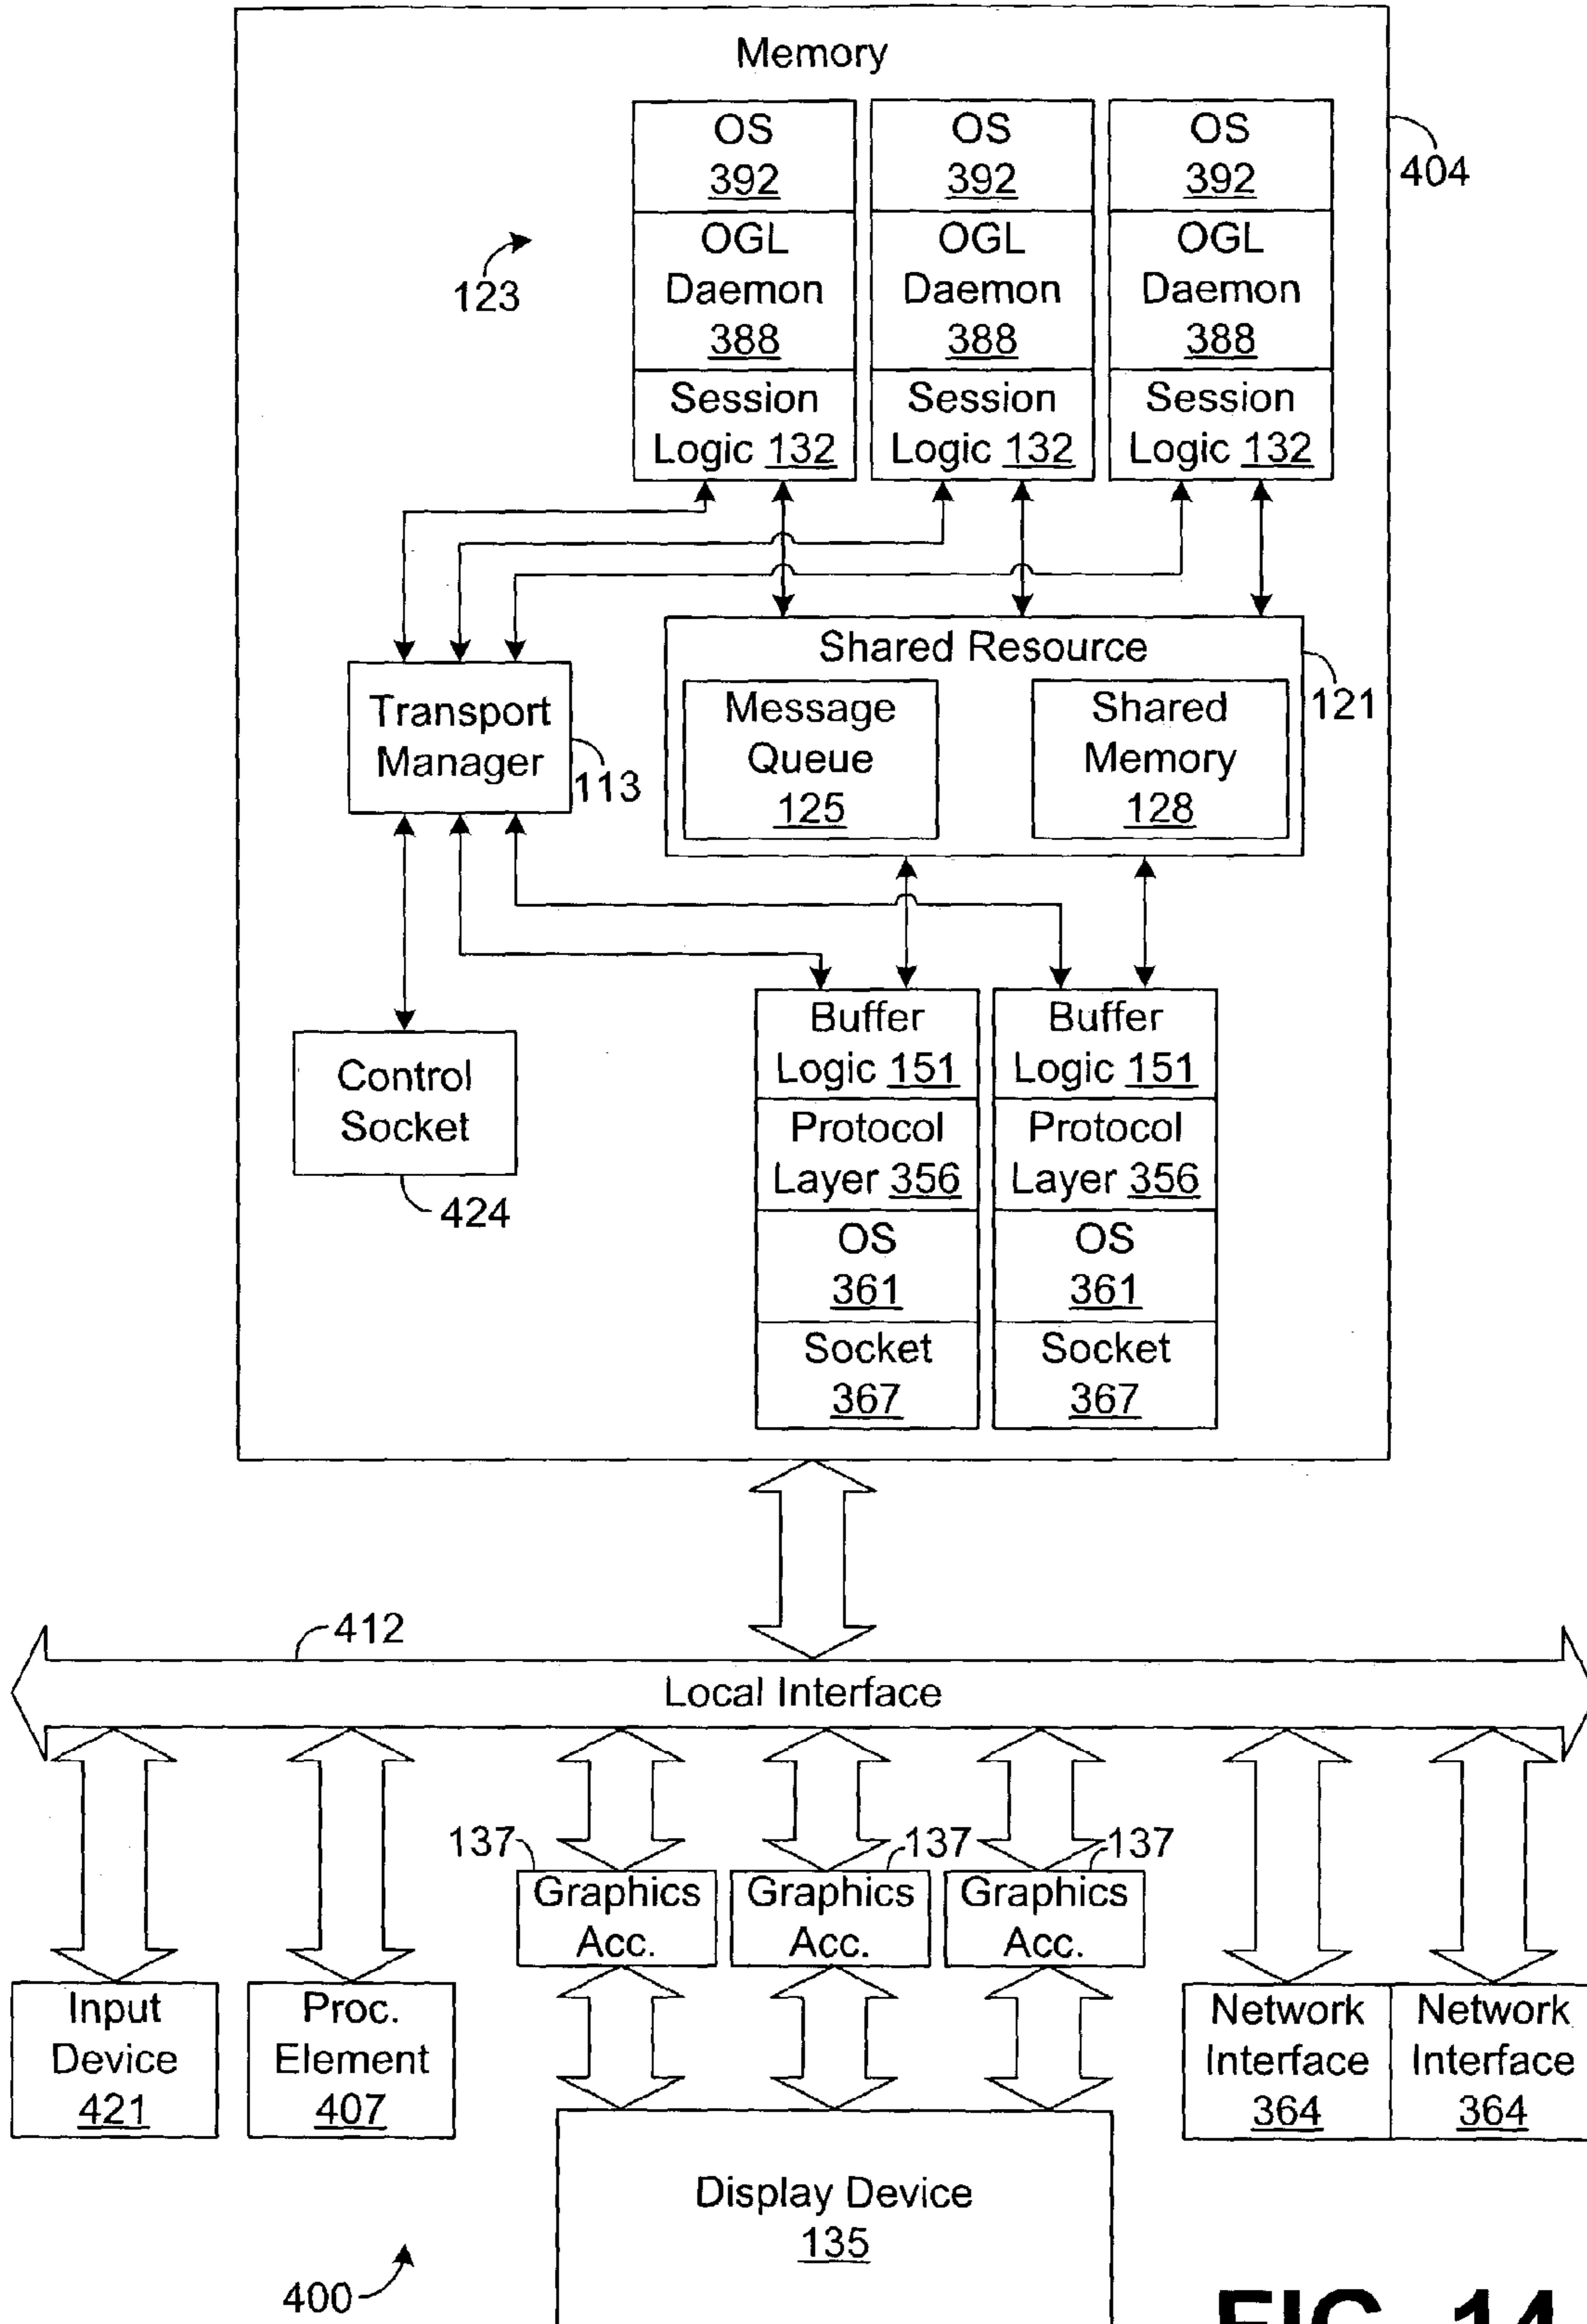 Memory
OS
392
OS
392
OS
392
404
OGL
Daemon
388
OGL
Daemon
388
OGL
Daemon
388
123
Session
Logic 132
Session
Logic 132
Session
Logic 132
Shared Resource
121
Transport
Manager
113
Message
Queue
125
Shared
Memory
128
Control
Socket
424
Buffer
Logic 151
Protocol
Layer 356
OS
361
Socket
367
Buffer
Logic 151
Protocol
Layer 356
OS
361
Socket
367
412
Local Interface
137
137
137
Graphics
Acc.
Graphics
Acc.
Graphics
Acc.
Input
Device
421
Proc.
Element
407
Network
Interface
364
Network
Interface
364
Display Device
135
400
FIG. 14